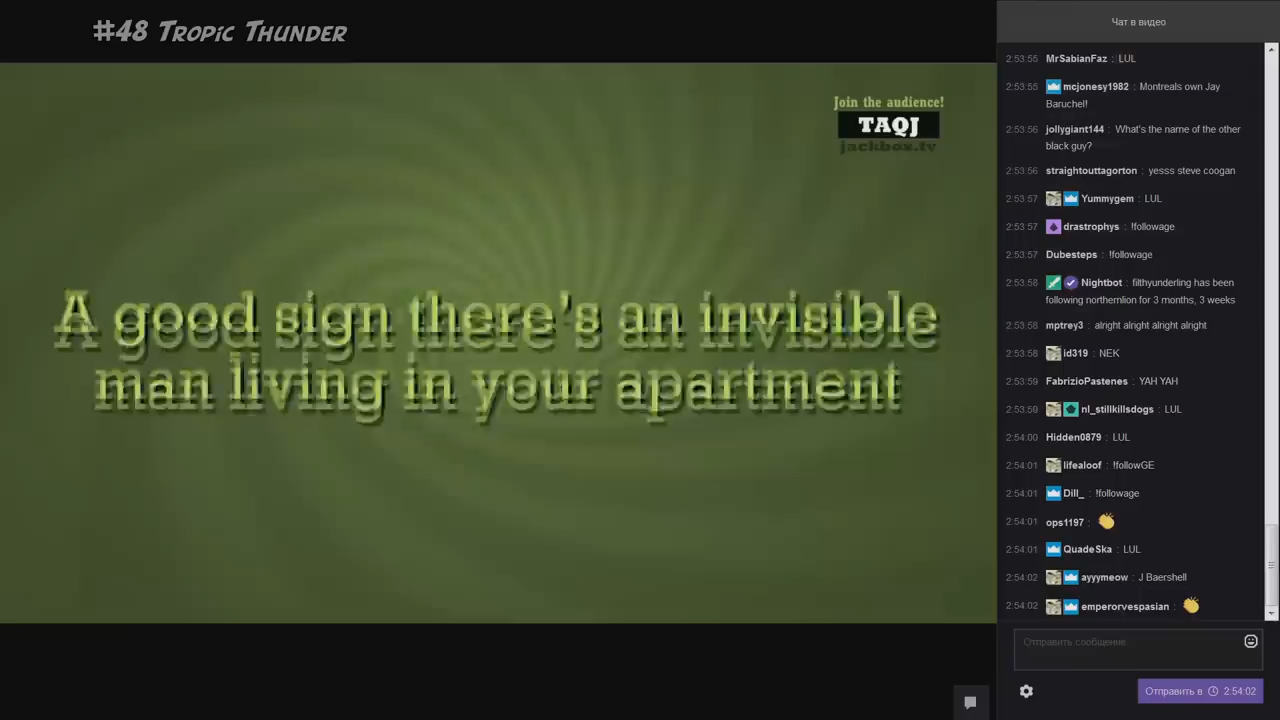 #48 Tropic Thunder
Join the audience!
TAQJ
jackbox.tv
A good sign there's an invisible
man living in your apartment
Чат в видео
2:53:55 MrSabianFaz : LUL
2:53:55 mcjonesy1982 : Montreals own Jay
Baruchel!
2:53:56 jollygiant144 : What's the name of the other
black guy?
2:53:56 straightouttagorton : yesss steve coogan
2:53:57 Yummygem : LUL
2:53:57 drastrophys : !followage
2:53:57 Dubesteps : !followage
2:53:58 Nightbot : filthyunderling has been
following northernlion for 3 months, 3 weeks
2:53:58 mptrey3 : alright alright alright alright
2:53:58 id319 : NEK
2:53:59 FabrizioPastenes : YAH YAH
2:53:59 nl_stillkillsdogs : LUL
2:54:00 Hidden0879 : LUL
2:54:01 lifealoof : !followGE
2:54:01 Dill_ : !followage
2:54:01 ops1197 :
2:54:01 QuadeSka : LUL
2:54:02 ayyymeow : J Baershell
2:54:02 emperorvespasian :
Отправить сообщение
Отправить в 2:54:02